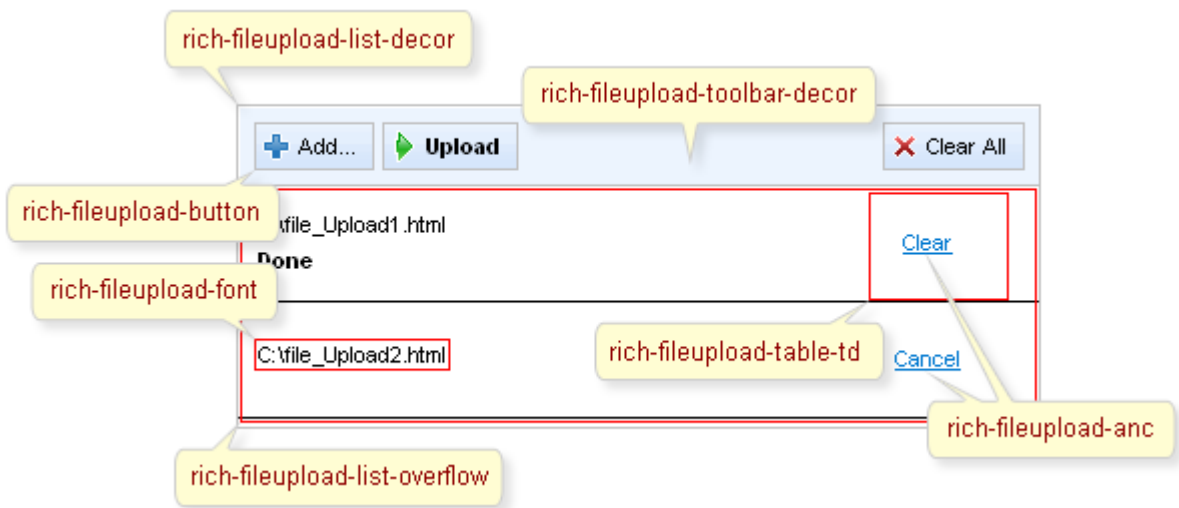 rich-fileupload-list-decor
rich-fileupload-toolbar-decor
Add... Upload Clear All
rich-fileupload-button
\file_Upload1.html
Clear
Done
rich-fileupload-font
C:\file_Upload2.html
rich-fileupload-table-td
Cancel
rich-fileupload-anc
rich-fileupload-list-overflow